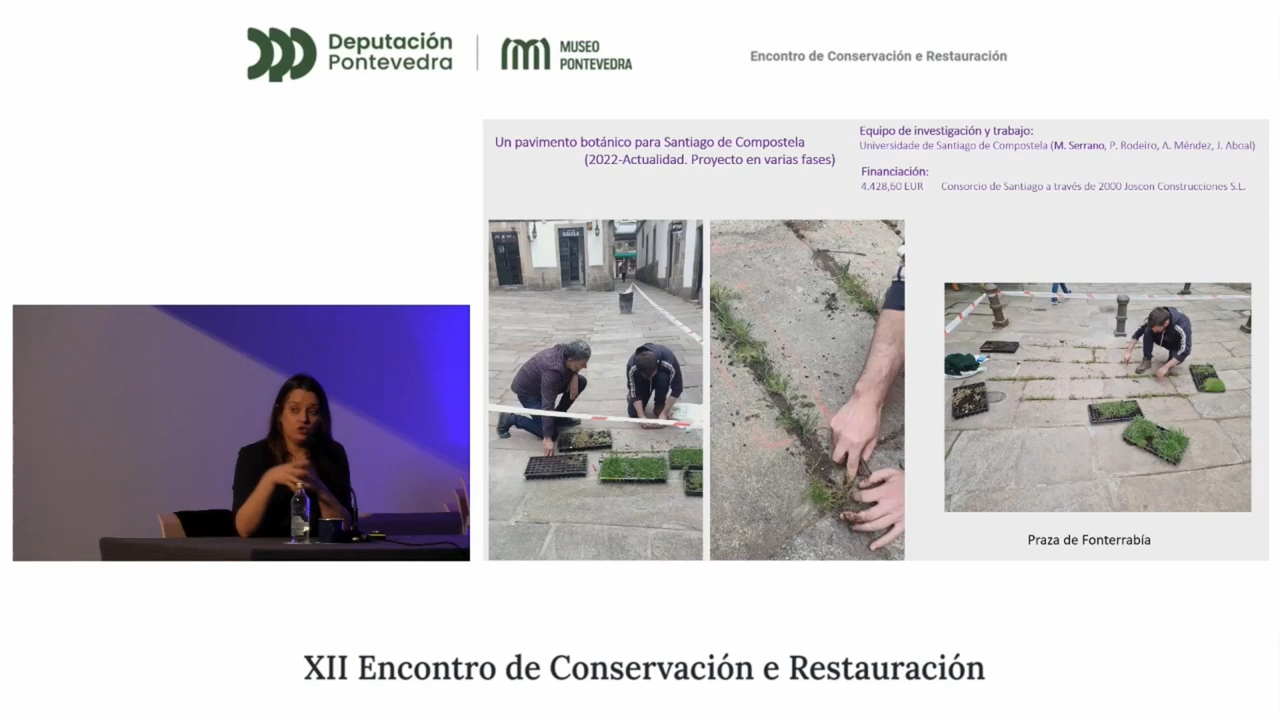 Deputación
Pontevedra
MUSEO
PONTEVEDRA
Encontro de Conservación e Restauración
Un pavimento botánico para Santiago de Compostela
(2022-Actualidad. Proyecto en varias fases)
Equipo de investigación y trabajo:
Universidade de Santiago de Compostela (M. Serrano, P. Rodeiro, A. Méndez, J. Aboal)
Financiación:
4.428,60 EUR Consorcio de Santiago a través de 2000 Joscon Construcciones S.L.
Praza de Fonterrabía
XII Encontro de Conservación e Restauración